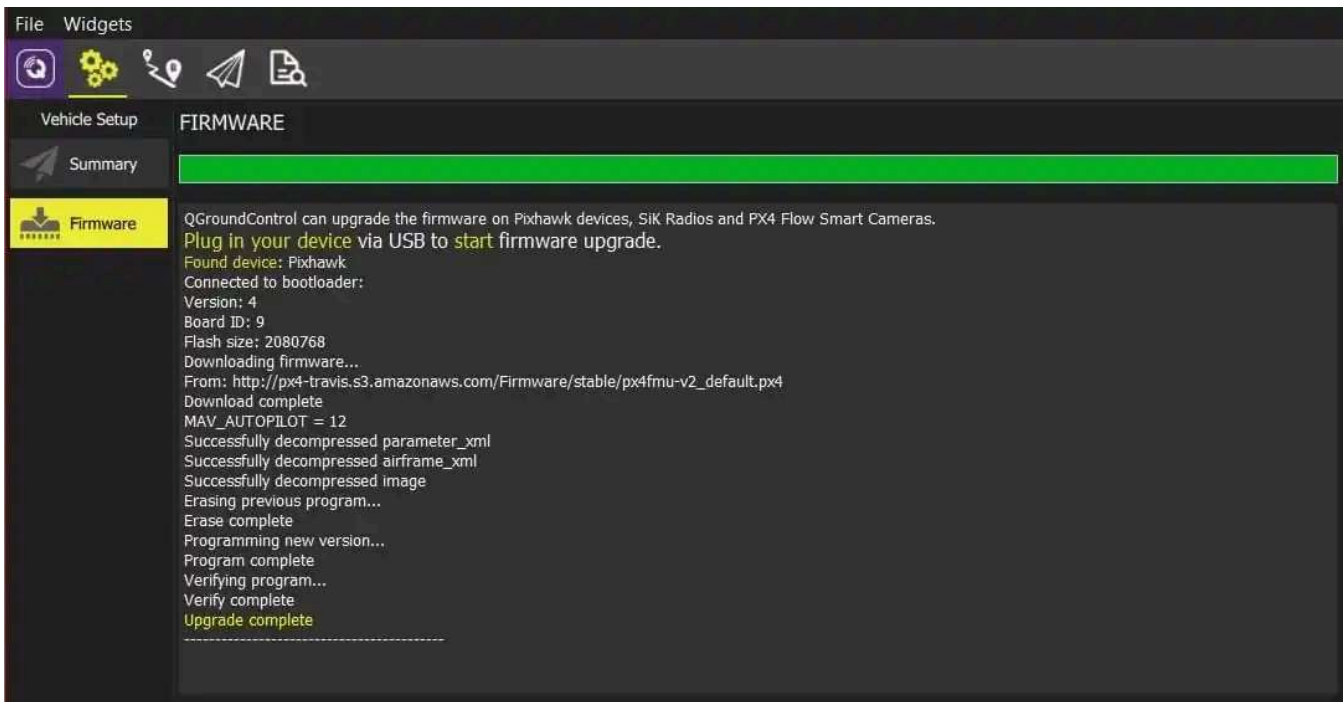 File Widgets
Vehicle Setup
FIRMWARE
Summary
Firmware
QGroundControl can upgrade the firmware on Pixhawk devices, SiK Radios and PX4 Flow Smart Cameras.
Plug in your device via USB to start firmware upgrade.
Found device: Pixhawk
Connected to bootloader:
Version: 4
Board ID: 9
Flash size: 2080768
Downloading firmware...
From: http://px4-travis.s3.amazonaws.com/Firmware/stable/px4fmu-v2_default.px4
Download complete
MAV_AUTOPILOT = 12
Successfully decompressed parameter_xml
Successfully decompressed airframe_xml
Successfully decompressed image
Erasing previous program...
Erase complete
Programming new version...
Program complete
Verifying program...
Verify complete
Upgrade complete
------------------------------------------